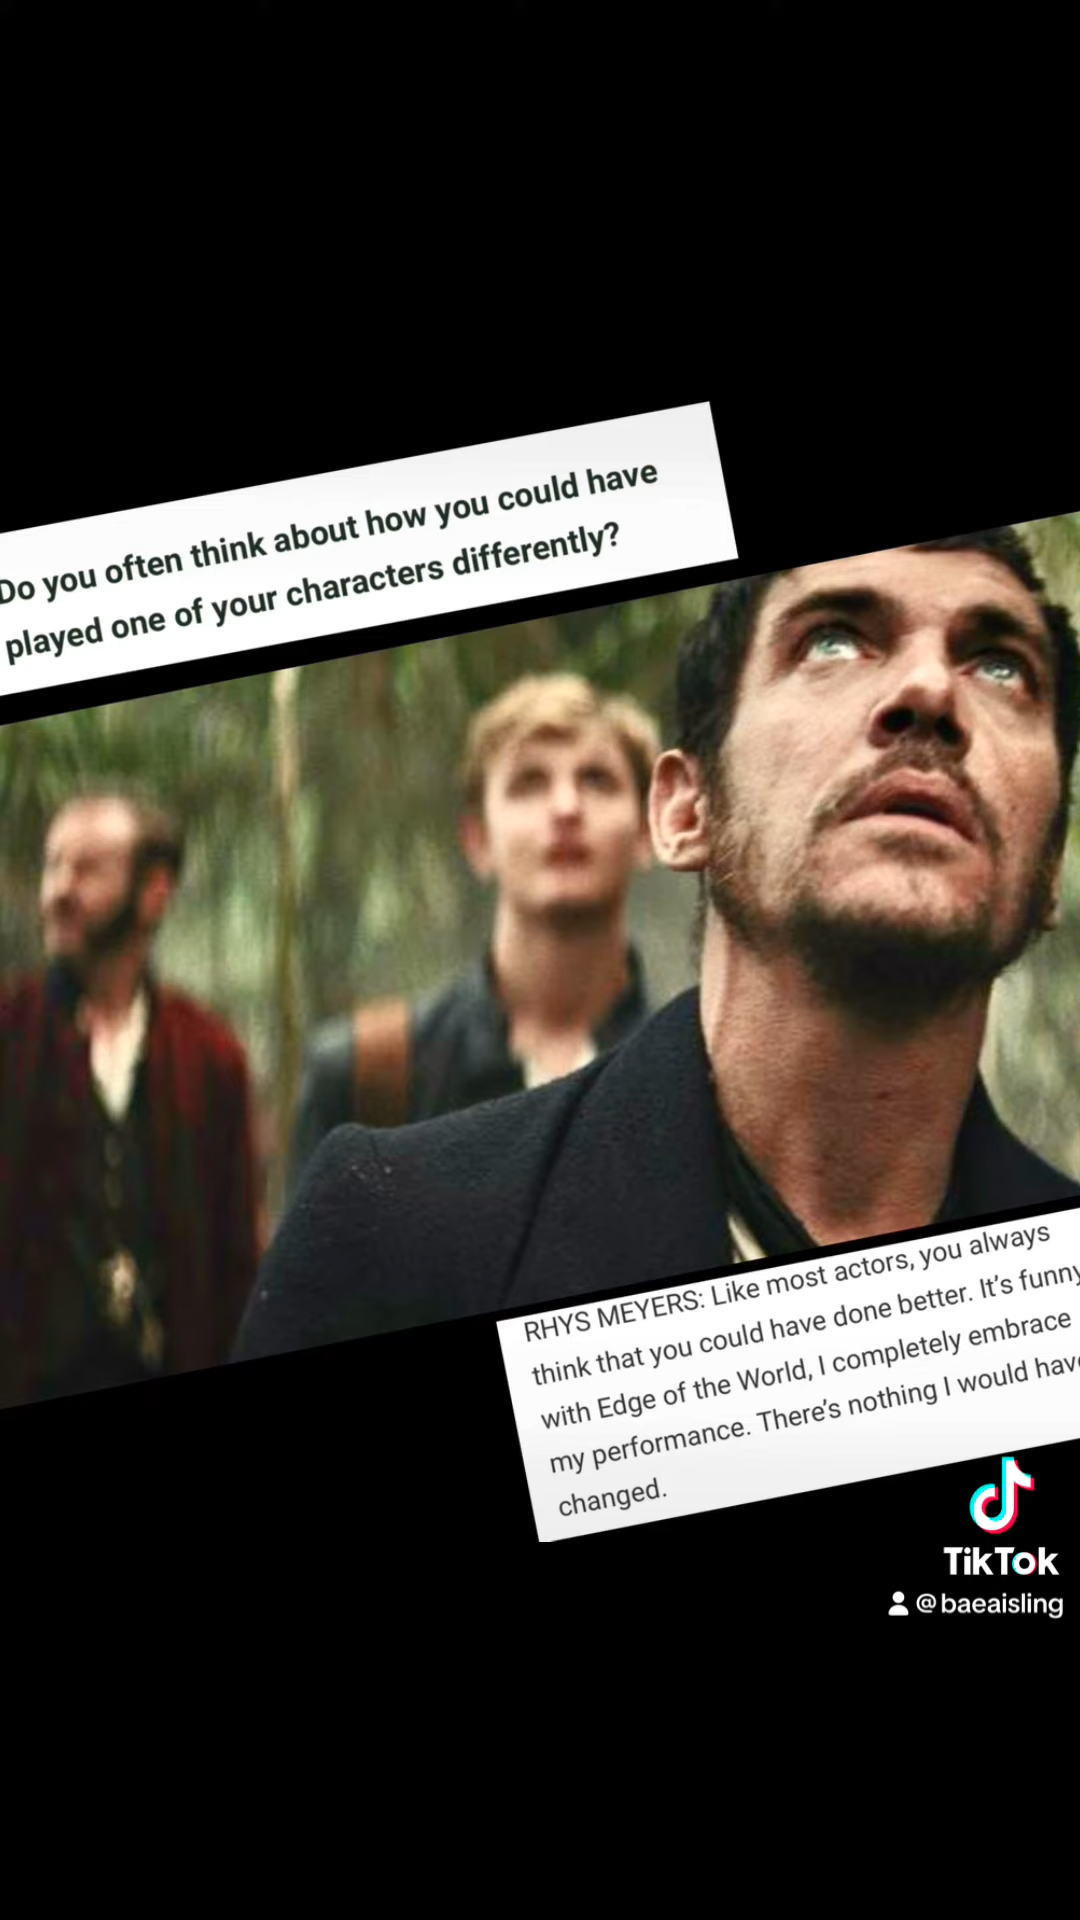 Do you often think about how you could have
played one of your characters differently?
RHYS MEYERS: Like most actors, you always
think that you could have done better. It's funny
with Edge of the World, I completely embrace
my performance. There's nothing I would have
changed.
TikTok
@baeaisling